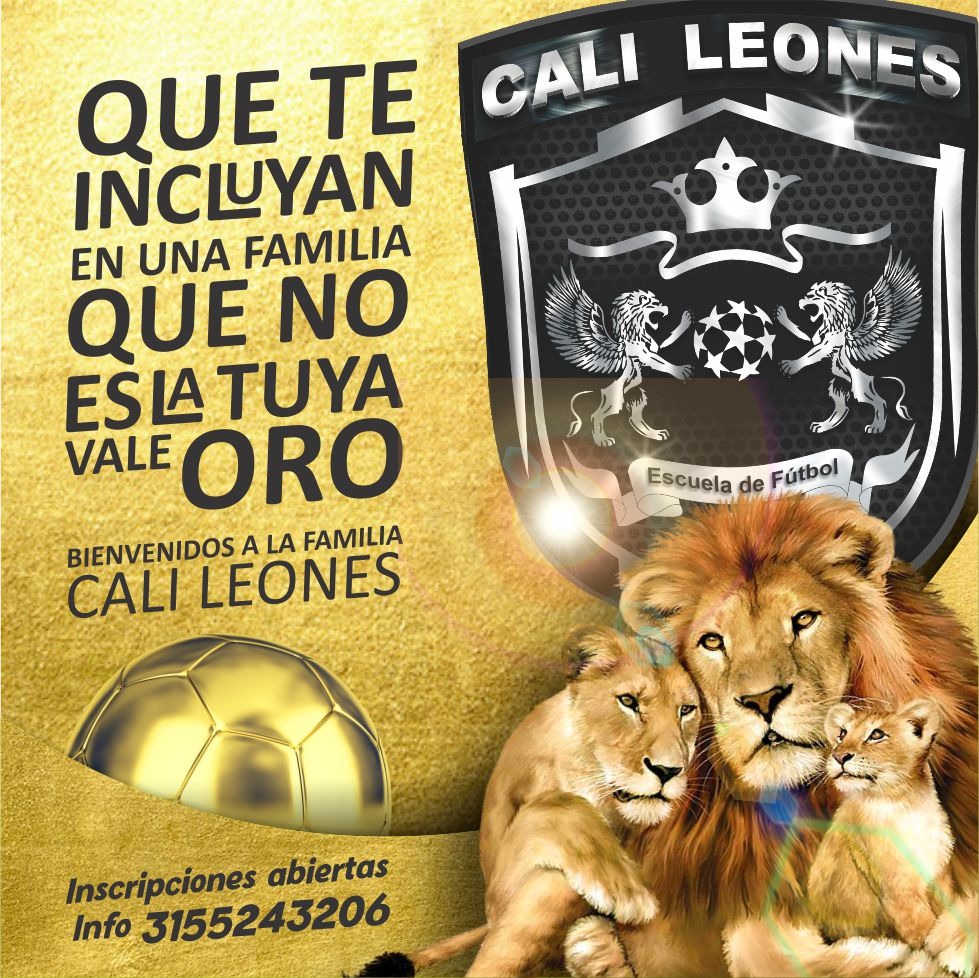 QUE TE
INCLUYAN
EN UNA FAMILIA
QUE NO
ES LA TUYA
VALE ORO
BIENVENIDOS A LA FAMILIA
CALI LEONES
Inscripciones abiertas
Info 3155243206
CALI LEONES
Escuela de Fútbol